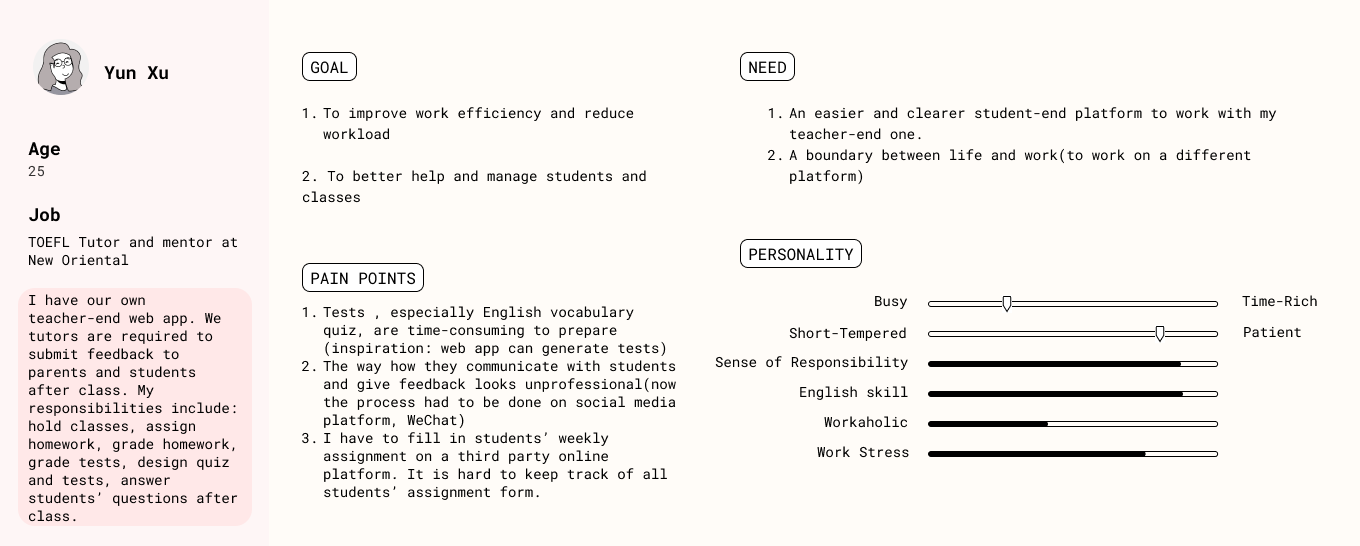 Yun Xu
Age
25
Job
TOEFL Tutor and mentor at
New Oriental
I have our own
teacher-end web app. We
tutors are required to
submit feedback to
parents and students
after class. My
responsibilities include:
hold classes, assign
homework, grade homework,
grade tests, design quiz
and tests, answer
students’ questions after
class.
GOAL
1. To improve work efficiency and reduce
workload
2. To better help and manage students and
classes
PAIN POINTS
1. Tests , especially English vocabulary
quiz, are time-consuming to prepare
(inspiration: web app can generate tests)
2. The way how they communicate with students
and give feedback looks unprofessional(now
the process had to be done on social media
platform, WeChat)
3. I have to fill in students’ weekly
assignment on a third party online
platform. It is hard to keep track of all
students’ assignment form.
NEED
1. An easier and clearer student-end platform to work with my
teacher-end one.
2. A boundary between life and work(to work on a different
platform)
PERSONALITY
Busy Time-Rich
Short-Tempered Patient
Sense of Responsibility
English skill
Workaholic
Work Stress